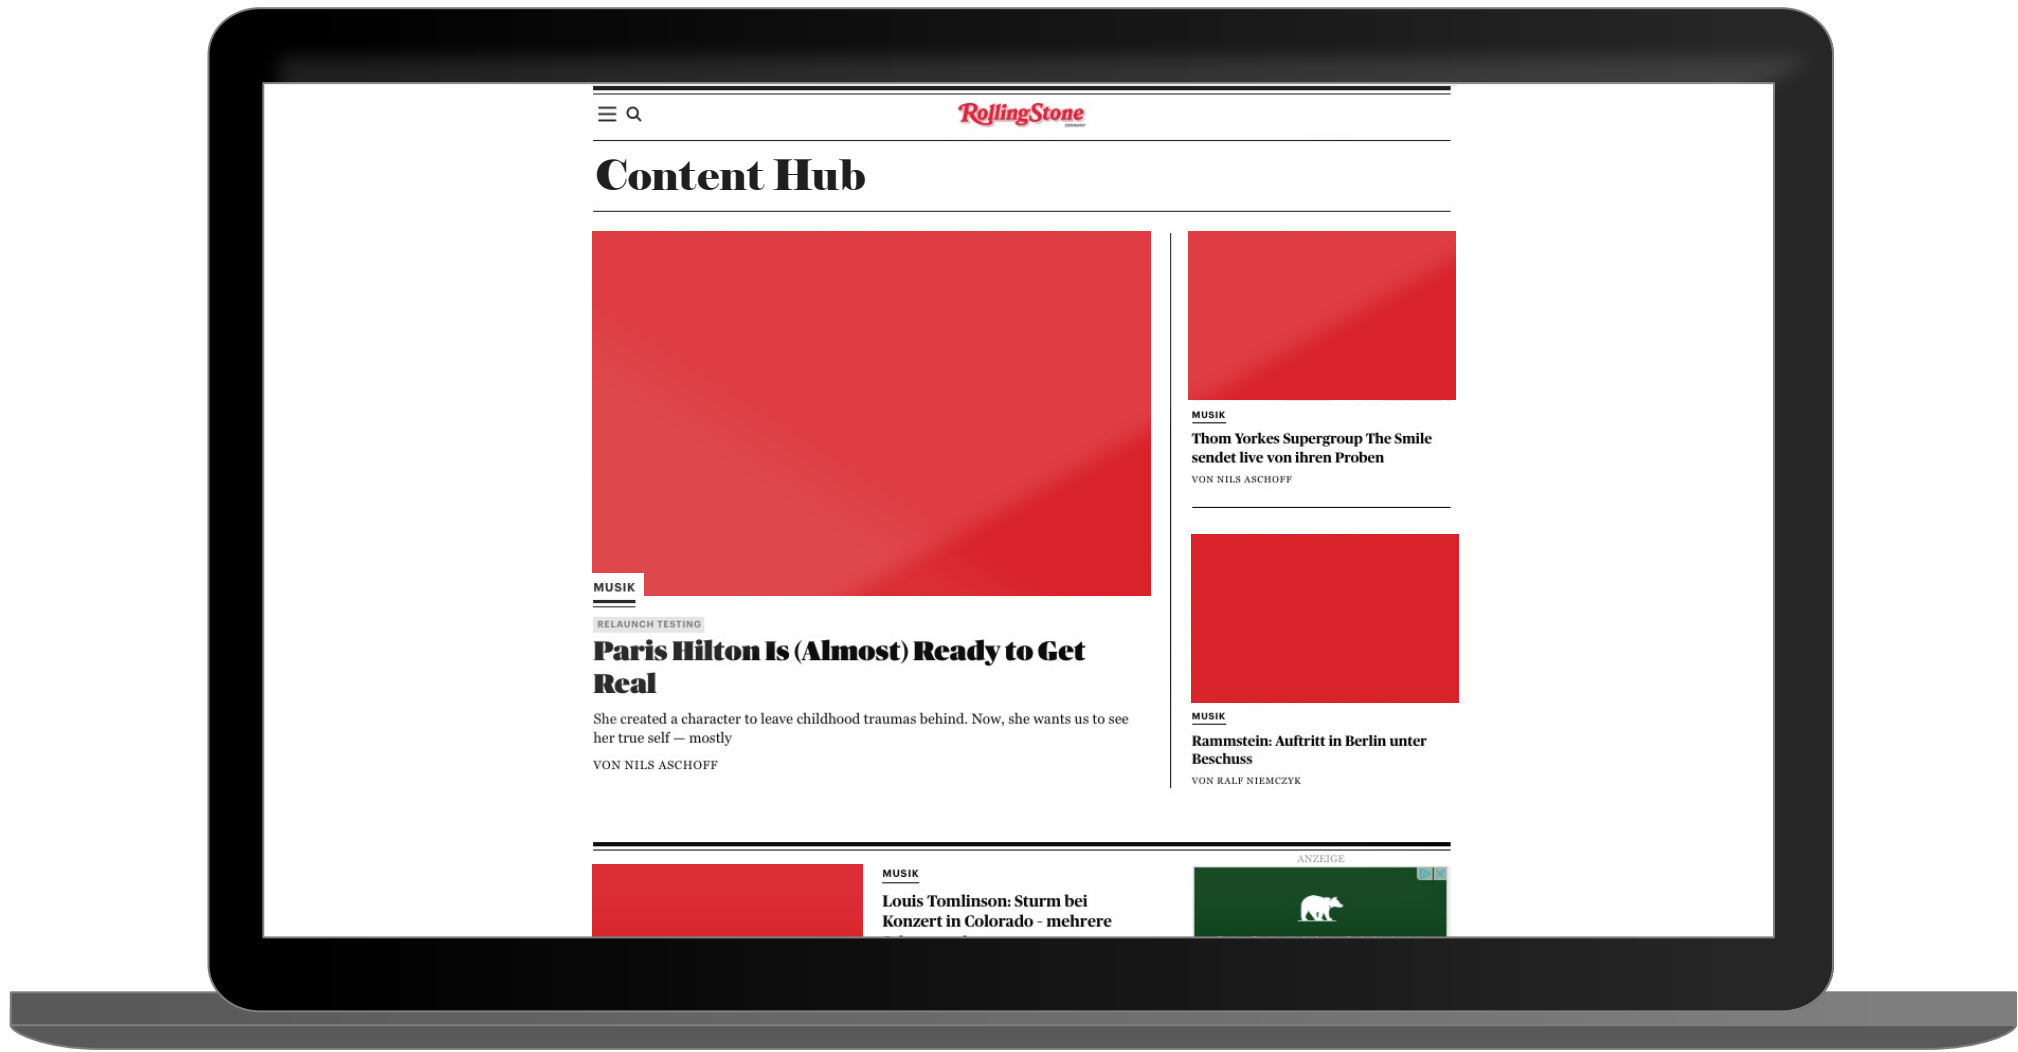 RollingStone
GERMANY
Content Hub
MUSIK
RELAUNCH TESTING
Paris Hilton Is (Almost) Ready to Get
Real
She created a character to leave childhood traumas behind. Now, she wants us to see
her true self — mostly
VON NILS ASCHOFF
MUSIK
Thom Yorkes Supergroup The Smile
sendet live von ihren Proben
VON NILS ASCHOFF
MUSIK
Rammstein: Auftritt in Berlin unter
Beschuss
VON RALF NIEMCZYK
MUSIK
Louis Tomlinson: Sturm bei
Konzert in Colorado - mehrere
ANZEIGE